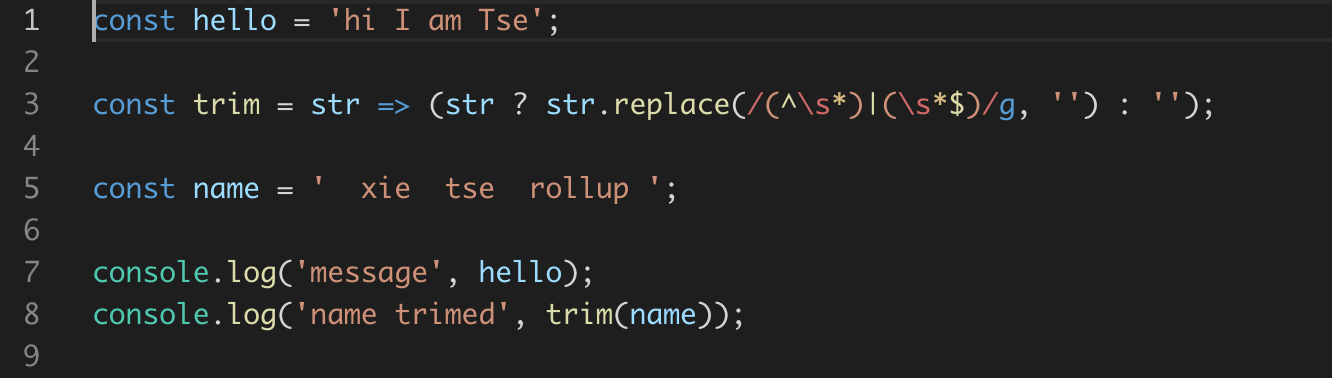 1 const hello = 'hi I am Tse';
2
3 const trim = str => (str ? str.replace(/(^\s*)|(\s*$)/g, '') : '');
4
5 const name = '  xie  tse  rollup ';
6
7 console.log('message', hello);
8 console.log('name trimed', trim(name));
9